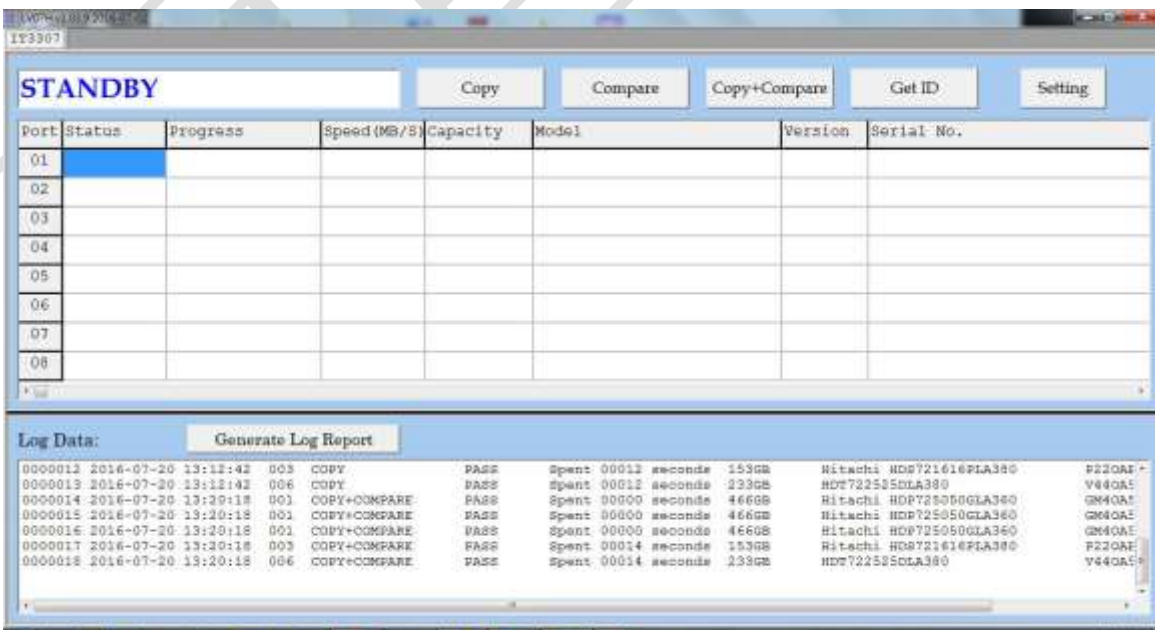 IT3307
STANDBY Copy Compare Copy+Compare Get ID Setting
Port Status Progress Speed(MB/S) Capacity Model Version Serial No.
01
02
03
04
05
06
07
08
Log Data: Generate Log Report
0000012 2016-07-20 13:12:42 003 COPY PASS Spent 00012 seconds 153GB Hitachi HDS721616PLA380 P22OAB
0000013 2016-07-20 13:12:42 006 COPY PASS Spent 00012 seconds 233GB HDT722525DLA380 V44OA5
0000014 2016-07-20 13:20:18 001 COPY+COMPARE PASS Spent 00000 seconds 466GB Hitachi HDP725050GLA360 GM4OA5
0000015 2016-07-20 13:20:18 001 COPY+COMPARE PASS Spent 00000 seconds 466GB Hitachi HDP725050GLA360 GM4OA5
0000016 2016-07-20 13:20:18 001 COPY+COMPARE PASS Spent 00000 seconds 466GB Hitachi HDP725050GLA360 GM4OA5
0000017 2016-07-20 13:20:18 003 COPY+COMPARE PASS Spent 00014 seconds 153GB Hitachi HDS721616PLA380 P22OAB
0000018 2016-07-20 13:20:18 006 COPY+COMPARE PASS Spent 00014 seconds 233GB HDT722525DLA380 V44OA5